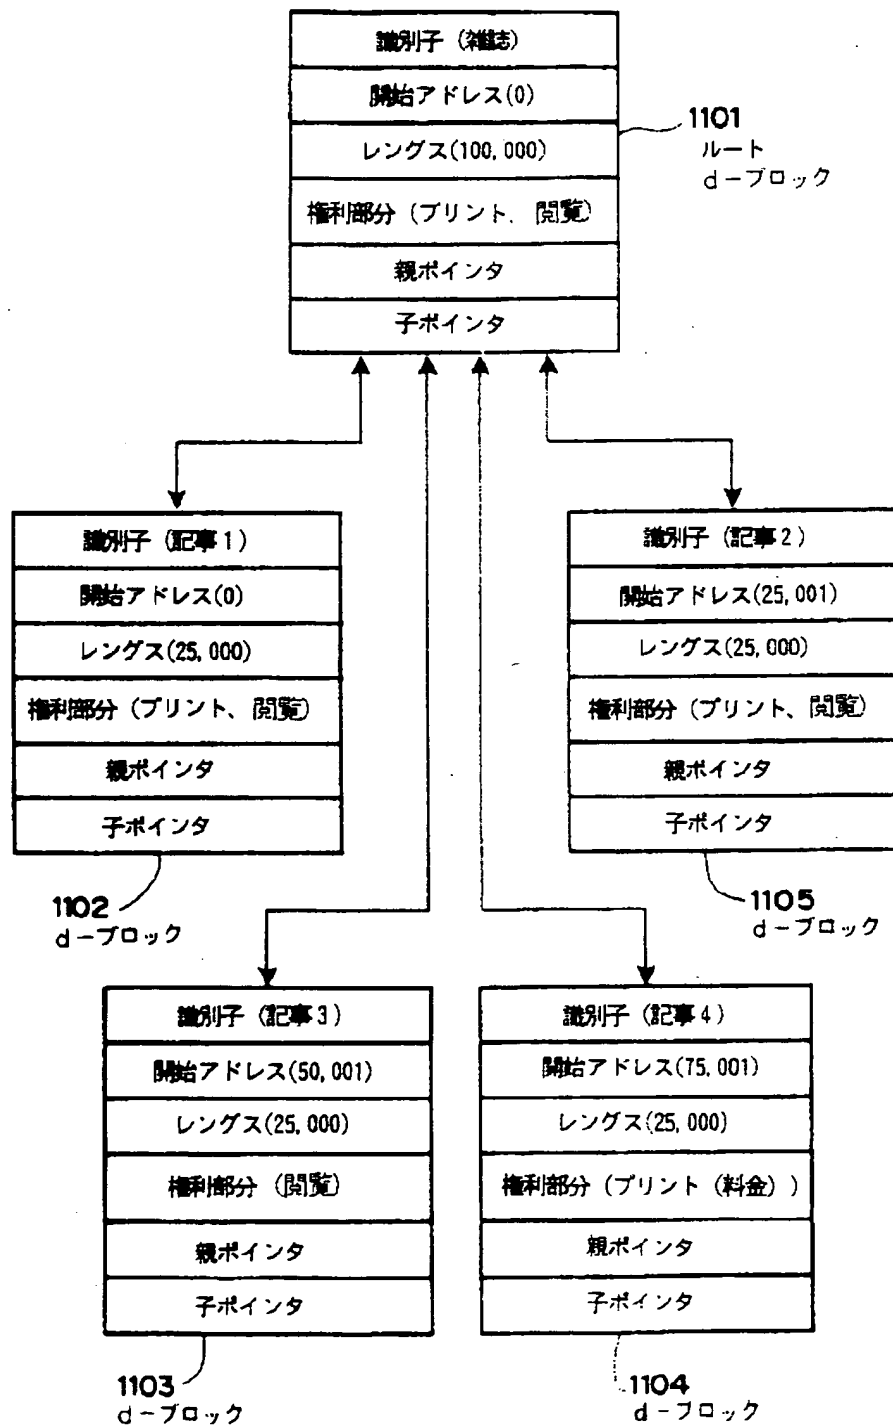 識別子 (雑誌)
開始アドレス(0)
レングス(100,000)
権利部分 (プリント、閲覧)
親ポインタ
子ポインタ
1101
ルート
d-ブロック
識別子 (記事1)
開始アドレス(0)
レングス(25,000)
権利部分 (プリント、閲覧)
親ポインタ
子ポインタ
1102
d-ブロック
識別子 (記事2)
開始アドレス(25,001)
レングス(25,000)
権利部分 (プリント、閲覧)
親ポインタ
子ポインタ
1105
d-ブロック
識別子 (記事3)
開始アドレス(50,001)
レングス(25,000)
権利部分 (閲覧)
親ポインタ
子ポインタ
1103
d-ブロック
識別子 (記事4)
開始アドレス(75,001)
レングス(25,000)
権利部分 (プリント (料金) )
親ポインタ
子ポインタ
1104
d-ブロック